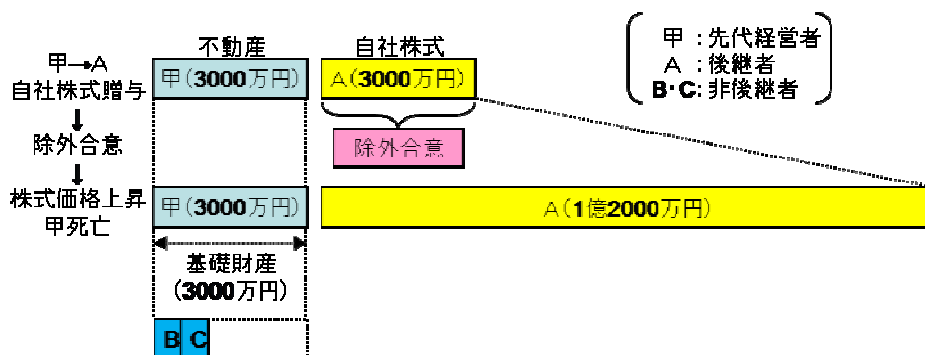 不動産
自社株式
甲→A
自社株式贈与
甲(3000万円)
A(3000万円)
甲:先代経営者
A:後継者
B・C:非後継者
除外合意
除外合意
株式価格上昇
甲死亡
甲(3000万円)
A(1億2000万円)
基礎財産
(3000万円)
B C